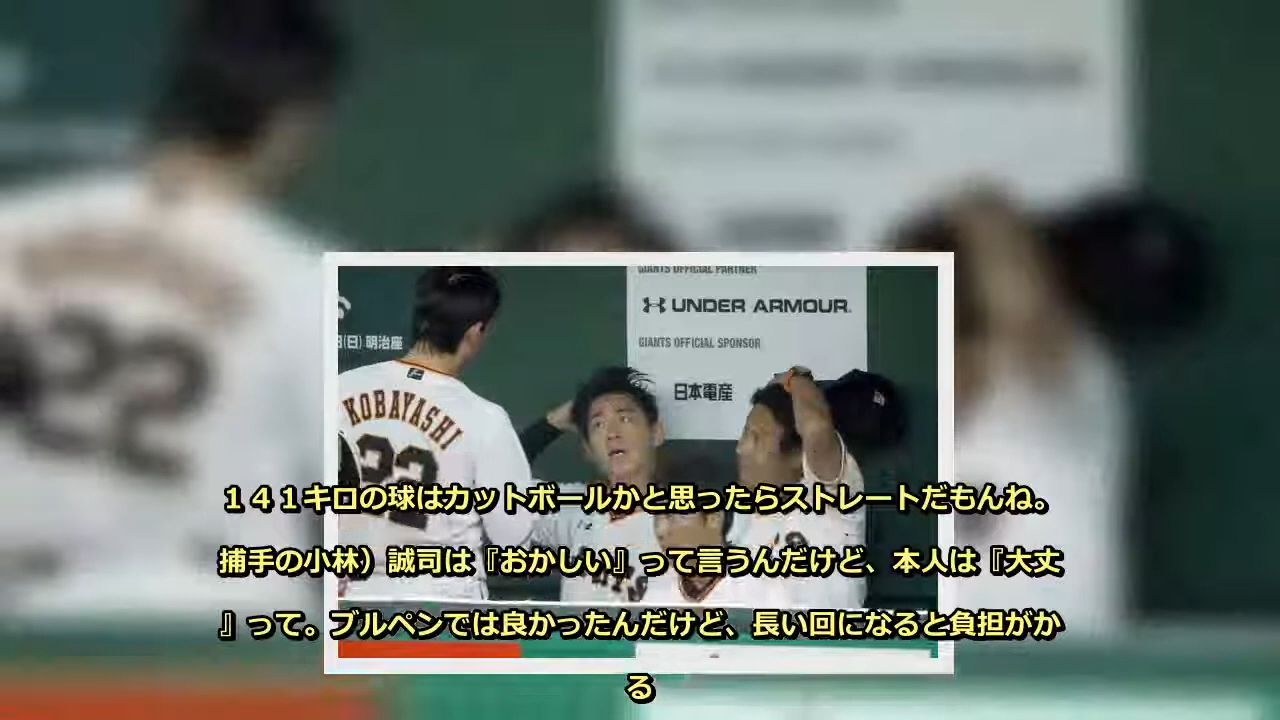 GIANTS OFFICIAL PARTNER
UNDER ARMOUR.
GIANTS OFFICIAL SPONSOR
日本電産
(日) 明治座
KOBAYASHI
22
１４１キロの球はカットボールかと思ったらストレートだもんね。
捕手の小林）誠司は『おかしい』って言うんだけど、本人は『大丈
』って。ブルペンでは良かったんだけど、長い回になると負担がか
る